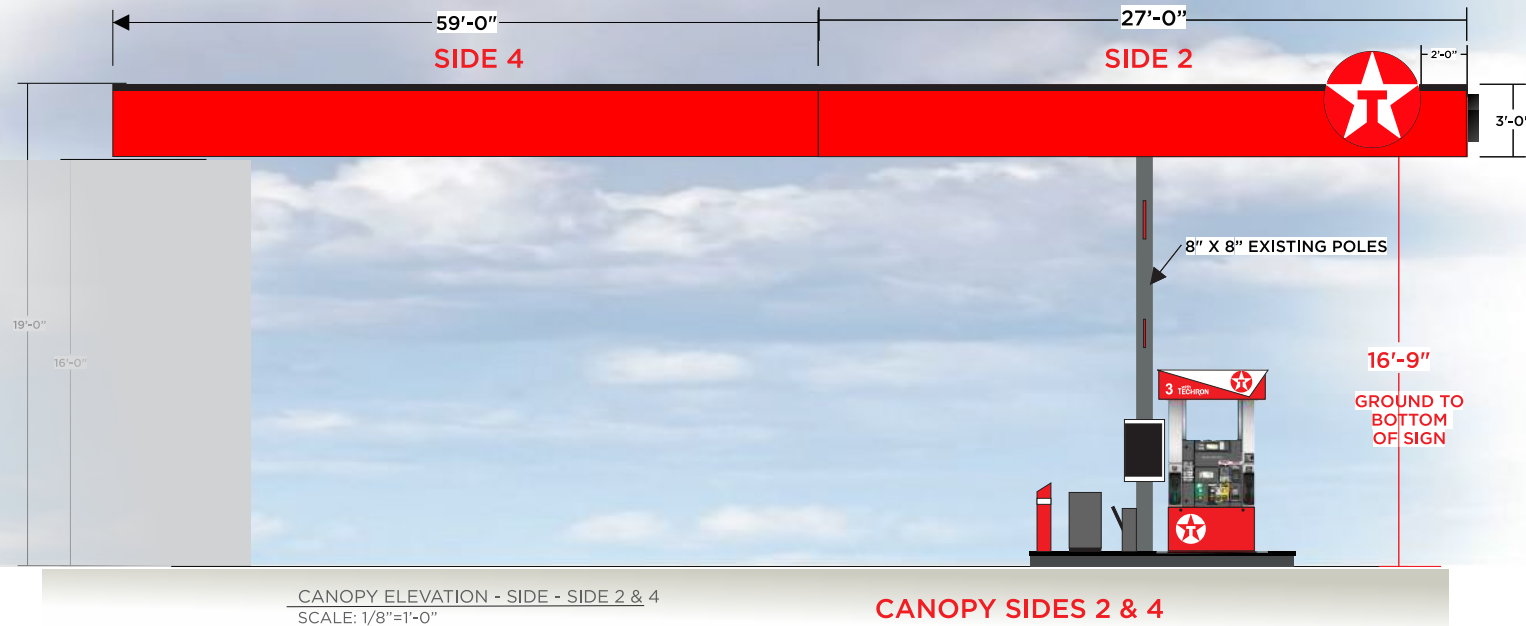 59'-0"
27'-0”
SIDE 4
SIDE 2
2'-0"
T
3'-0"
8" X 8” EXISTING POLES
19'-0"
16'-0"
16'-9"
GROUND TO
BOTTOM
OF SIGN
3 with
TECHRON
T
T
CANOPY ELEVATION - SIDE - SIDE 2 & 4
SCALE: 1/8”=1'-0”
CANOPY SIDES 2 & 4